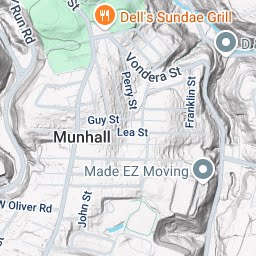 Dell's Sundae Grill
Run Rd
Vondera St
Da
Perry St
Franklin St
Guy St
Lea St
Munhall
Made EZ Moving
John St
W Oliver Rd